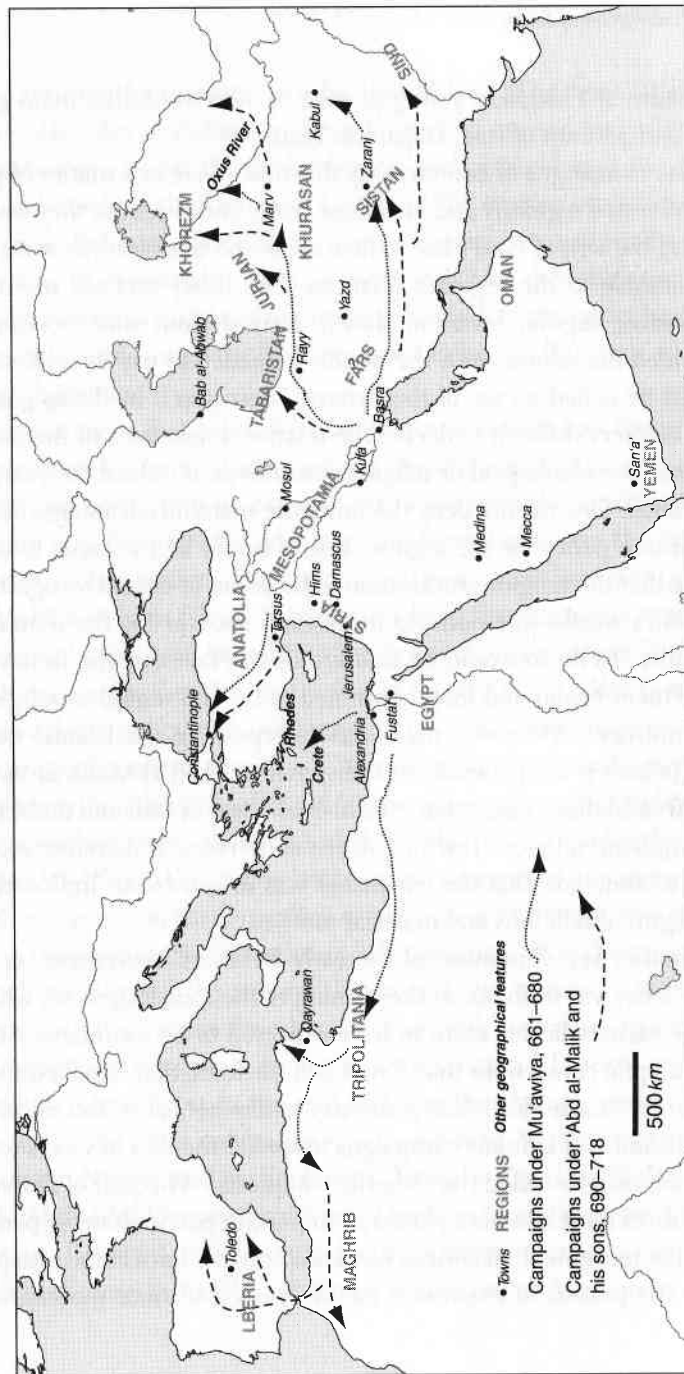 LBERIA
Toledo
MAGHRIB
Qayrawan
TRIPOLITANIA
Constantinople
ANATOLIA
Tarsus
Rhodes
Crete
Alexandria
Fustat
EGYPT
Jerusalem
SYRIA
Hims
Damascus
MESOPOTAMIA
Mosul
Kufa
Basra
Bab al-Abwab
TABARISTAN
JURJAN
Rayy
FARS
Yazd
KHOREZM
Oxus River
Marv
KHURASAN
Kabul
Zaranj
SISTAN
SIND
OMAN
Medina
Mecca
San'a'
YEMEN
Towns REGIONS Other geographical features
Campaigns under Mu'awiya, 661–680
Campaigns under 'Abd al-Malik and
his sons, 690–718
500 km